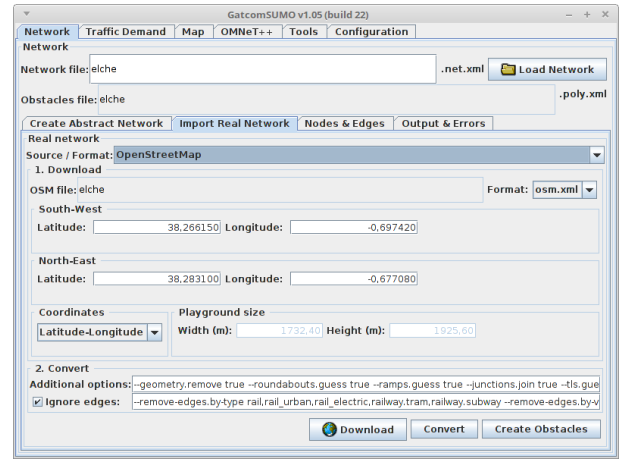 GatcomSUMO v1.05 (build 22)
Network Traffic Demand Map OMNeT++ Tools Configuration
Network
Network file: elche .net.xml Load Network
Obstacles file: elche .poly.xml
Create Abstract Network Import Real Network Nodes & Edges Output & Errors
Real network
Source / Format: OpenStreetMap
1. Download
OSM file: elche Format: osm.xml
South-West
Latitude: 38,266150 Longitude: -0,697420
North-East
Latitude: 38,283100 Longitude: -0,677080
Coordinates Playground size
Latitude-Longitude Width (m): 1732,40 Height (m): 1925,60
2. Convert
Additional options: --geometry.remove true --roundabouts.guess true --ramps.guess true --junctions.join true --tls.gue
Ignore edges: --remove-edges.by-type rail,rail_urban,rail_electric,railway.tram,railway.subway --remove-edges.by-v
Download Convert Create Obstacles